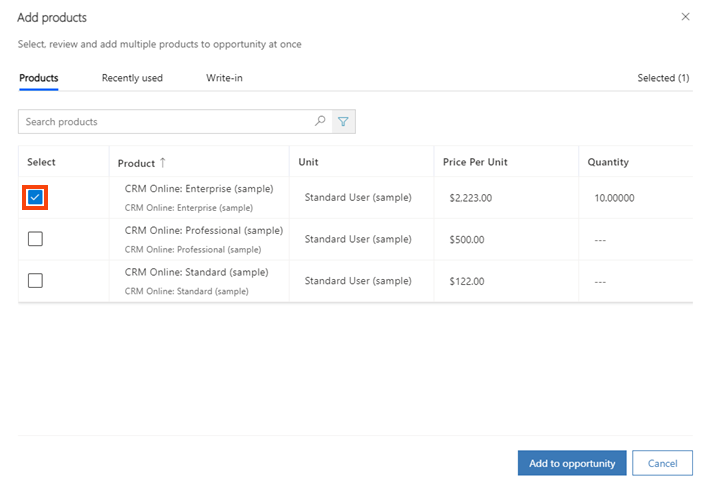 Add products
Select, review and add multiple products to opportunity at once
Products Recently used Write-in Selected (1)
Search products
Select Product ↑ Unit Price Per Unit Quantity
CRM Online: Enterprise (sample)
CRM Online: Enterprise (sample)
Standard User (sample) $2,223.00 10.00000
CRM Online: Professional (sample)
CRM Online: Professional (sample)
Standard User (sample) $500.00 ---
CRM Online: Standard (sample)
CRM Online: Standard (sample)
Standard User (sample) $122.00 ---
Add to opportunity Cancel